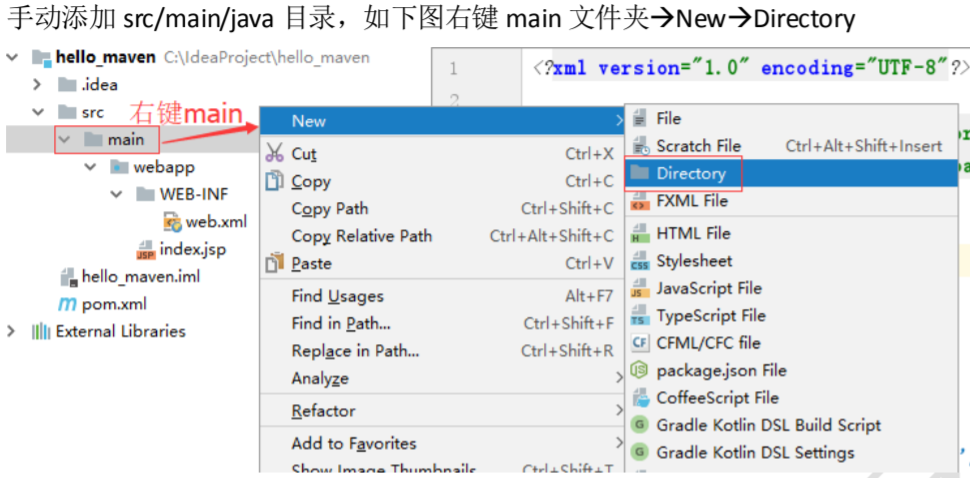 手动添加 src/main/java 目录，如下图右键 main 文件夹→New→Directory
hello_maven C:\IdeaProject\hello_maven
.idea
src
右键main
main
webapp
WEB-INF
web.xml
index.jsp
hello_maven.iml
pom.xml
External Libraries
1 <?xml version="1.0" encoding="UTF-8"?>
2
New
Cut Ctrl+X
Copy Ctrl+C
Copy Path Ctrl+Shift+C
Copy Relative Path Ctrl+Alt+Shift+C
Paste Ctrl+V
Find Usages Alt+F7
Find in Path... Ctrl+Shift+F
Replace in Path... Ctrl+Shift+R
Analyze
Refactor
Add to Favorites
Show Image Thumbnails Ctrl+Shift+T
File
Scratch File Ctrl+Alt+Shift+Insert
Directory
FXML File
HTML File
Stylesheet
JavaScript File
TypeScript File
CFML/CFC file
package.json File
CoffeeScript File
Gradle Kotlin DSL Build Script
Gradle Kotlin DSL Settings